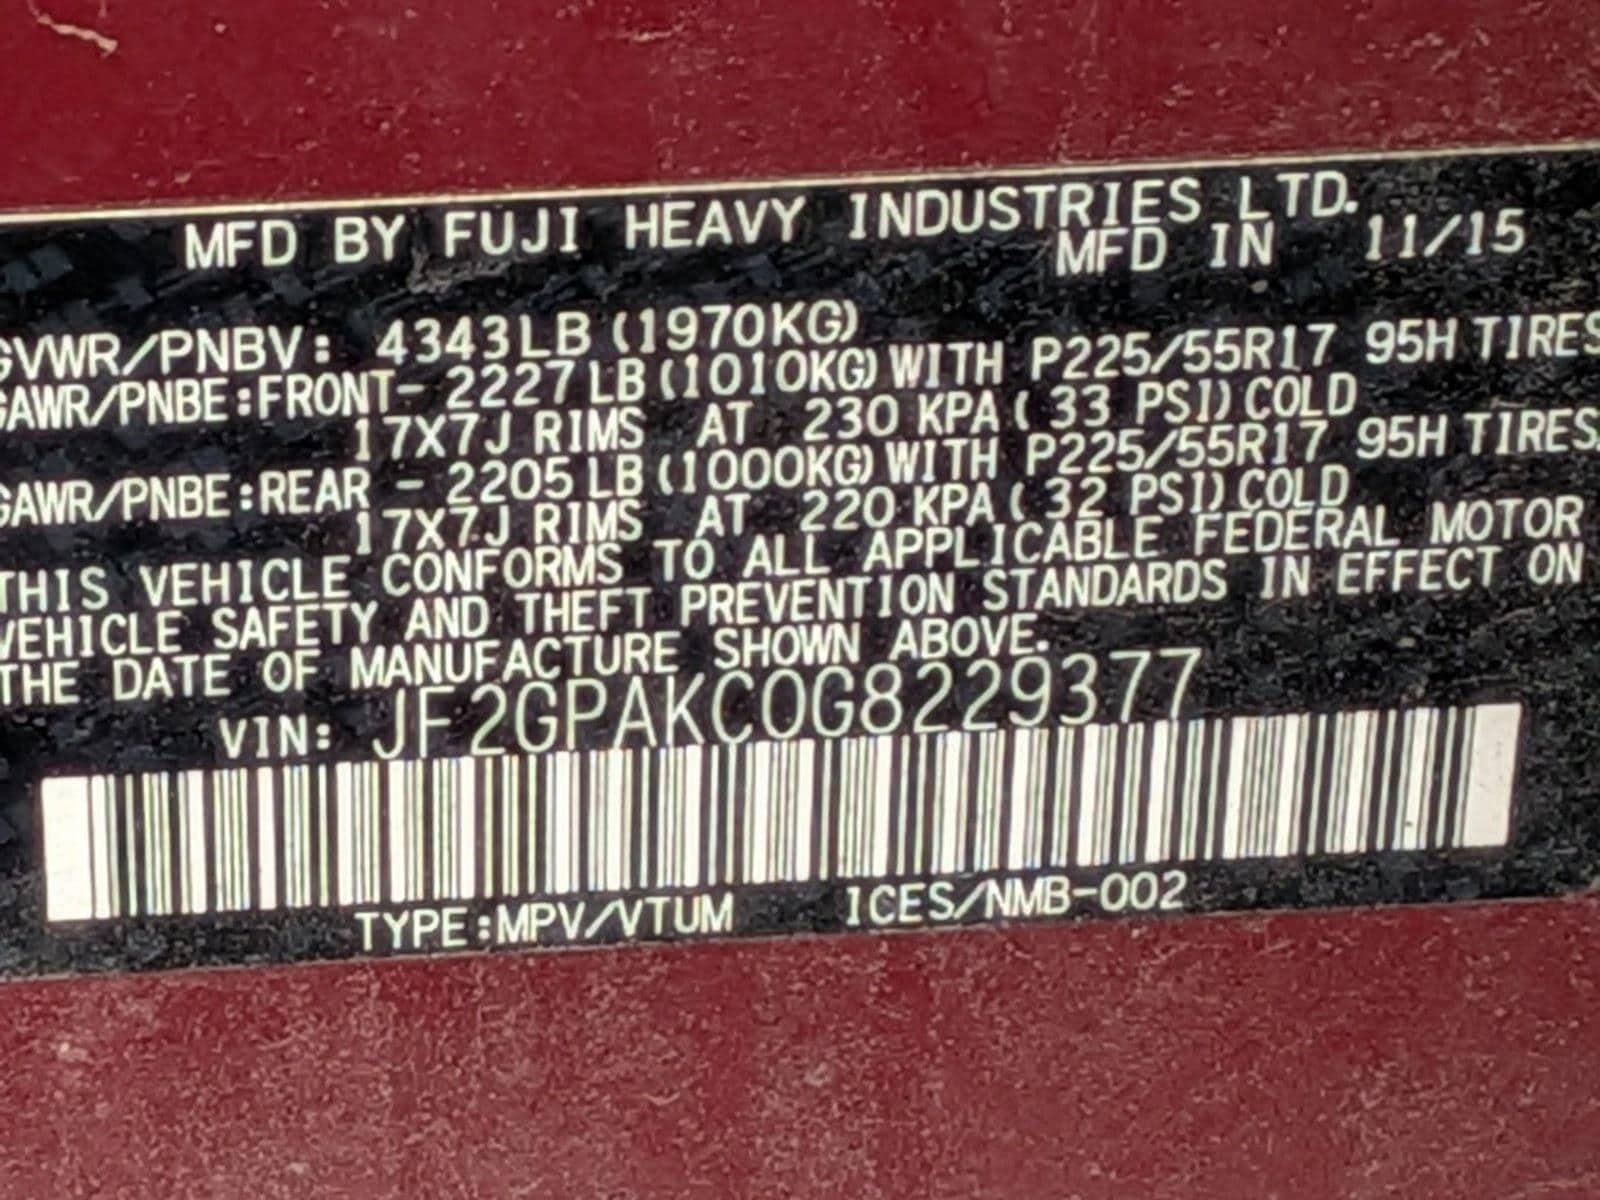 MFD BY FUJI HEAVY INDUSTRIES LTD.
MFD IN 11/15
GVWR/PNBV: 4343LB (1970KG)
GAWR/PNBE:FRONT- 2227LB (1010KG) WITH P225/55R17 95H TIRES
17X7J RIMS AT 230 KPA ( 33 PSI) COLD
GAWR/PNBE:REAR - 2205LB (1000KG) WITH P225/55R17 95H TIRES
17X7J RIMS AT 220 KPA ( 32 PSI) COLD
THIS VEHICLE CONFORMS TO ALL APPLICABLE FEDERAL MOTOR
VEHICLE SAFETY AND THEFT PREVENTION STANDARDS IN EFFECT ON
THE DATE OF MANUFACTURE SHOWN ABOVE.
VIN: JF2GPAKC0G8229377
TYPE:MPV/VTUM ICES/NMB-002